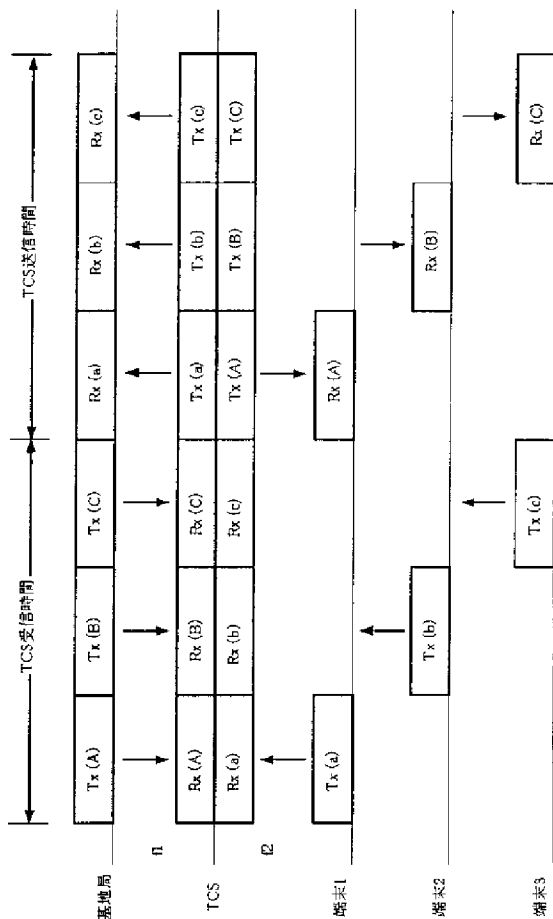 TCS受信時間
TCS送信時間
基地局
Tx(A)
Tx(B)
Tx(C)
Rx(a)
Rx(b)
Rx(c)
f1
TCS
Rx(A)
Rx(B)
Rx(C)
Tx(a)
Tx(b)
Tx(c)
Rx(a)
Rx(b)
Rx(c)
Tx(A)
Tx(B)
Tx(C)
f2
端末1
Tx(a)
Rx(A)
端末2
Tx(b)
Rx(B)
端末3
Tx(c)
Rx(C)